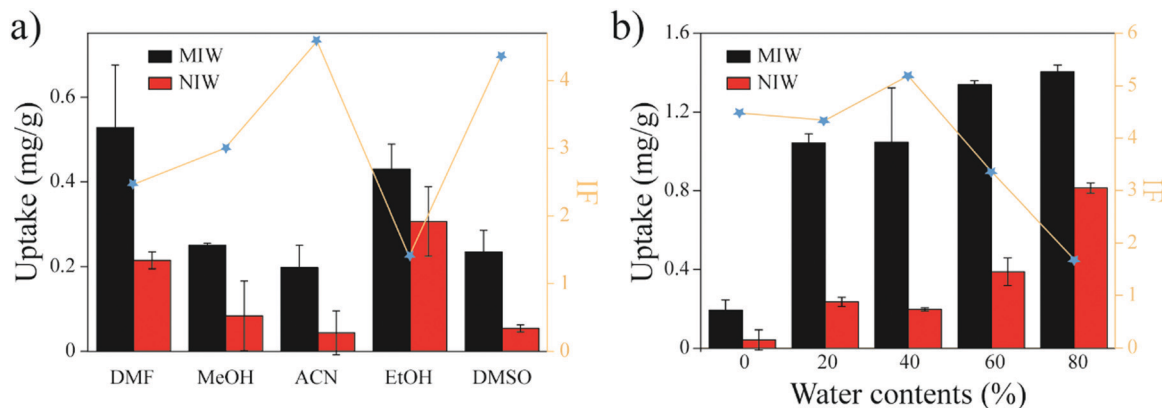 a)
MIW
NIW
Uptake (mg/g)
0.6
0.4
0.2
0
4
3
2
1
0
IIF
DMF MeOH ACN EtOH DMSO
b)
MIW
NIW
Uptake (mg/g)
1.6
1.2
0.8
0.4
0
6
5
4
3
2
1
0
IIF
0 20 40 60 80
Water contents (%)